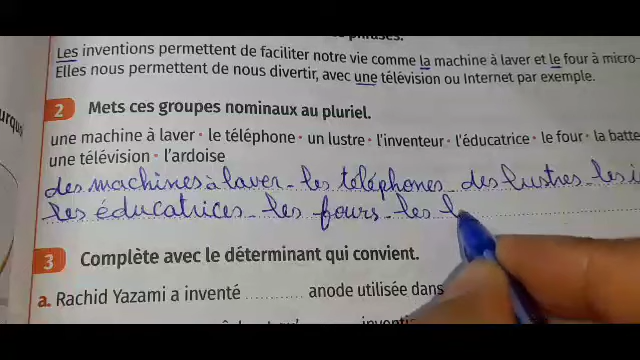 phrases.
Les inventions permettent de faciliter notre vie comme la machine à laver et le four à micro-
Elles nous permettent de nous divertir, avec une télévision ou Internet par exemple.
2 Mets ces groupes nominaux au pluriel.
une machine à laver • le téléphone • un lustre • l'inventeur • l'éducatrice • le four • la batte
une télévision • l'ardoise
des machines à laver - les téléphones - des lustres - les i
les éducatrices - les fours - les
3 Complète avec le déterminant qui convient.
a. Rachid Yazami a inventé .......... anode utilisée dans